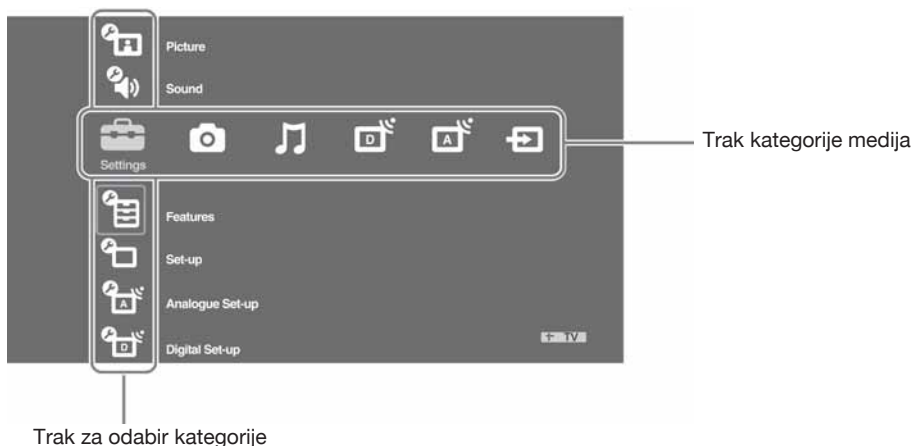 Picture
Sound
D
A
Settings
Trak kategorije medija
Features
Set-up
A
Analogue Set-up
D
Digital Set-up
TV
Trak za odabir kategorije